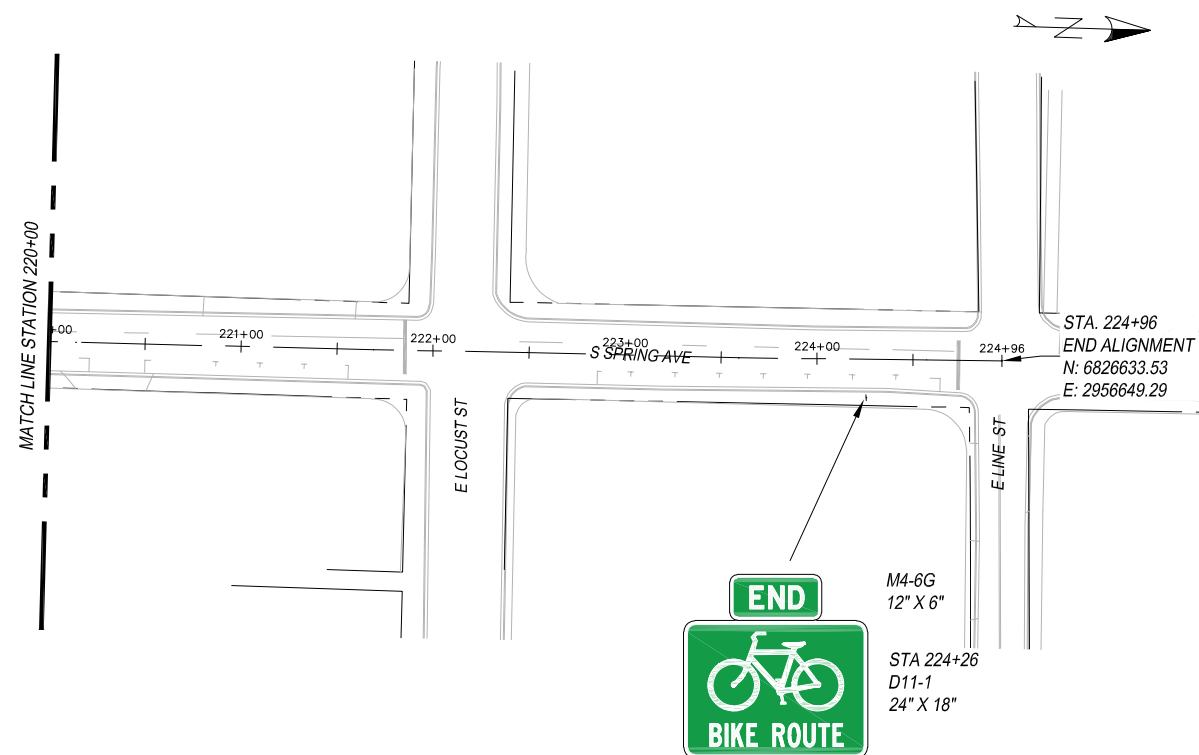 N
MATCH LINE STATION 220+00
+00
221+00
222+00
223+00
224+00
224+96
S SPRING AVE
STA. 224+96
END ALIGNMENT
N: 6826633.53
E: 2956649.29
E LOCUST ST
E LINE ST
END
M4-6G
12" X 6"
BIKE ROUTE
STA 224+26
D11-1
24" X 18"